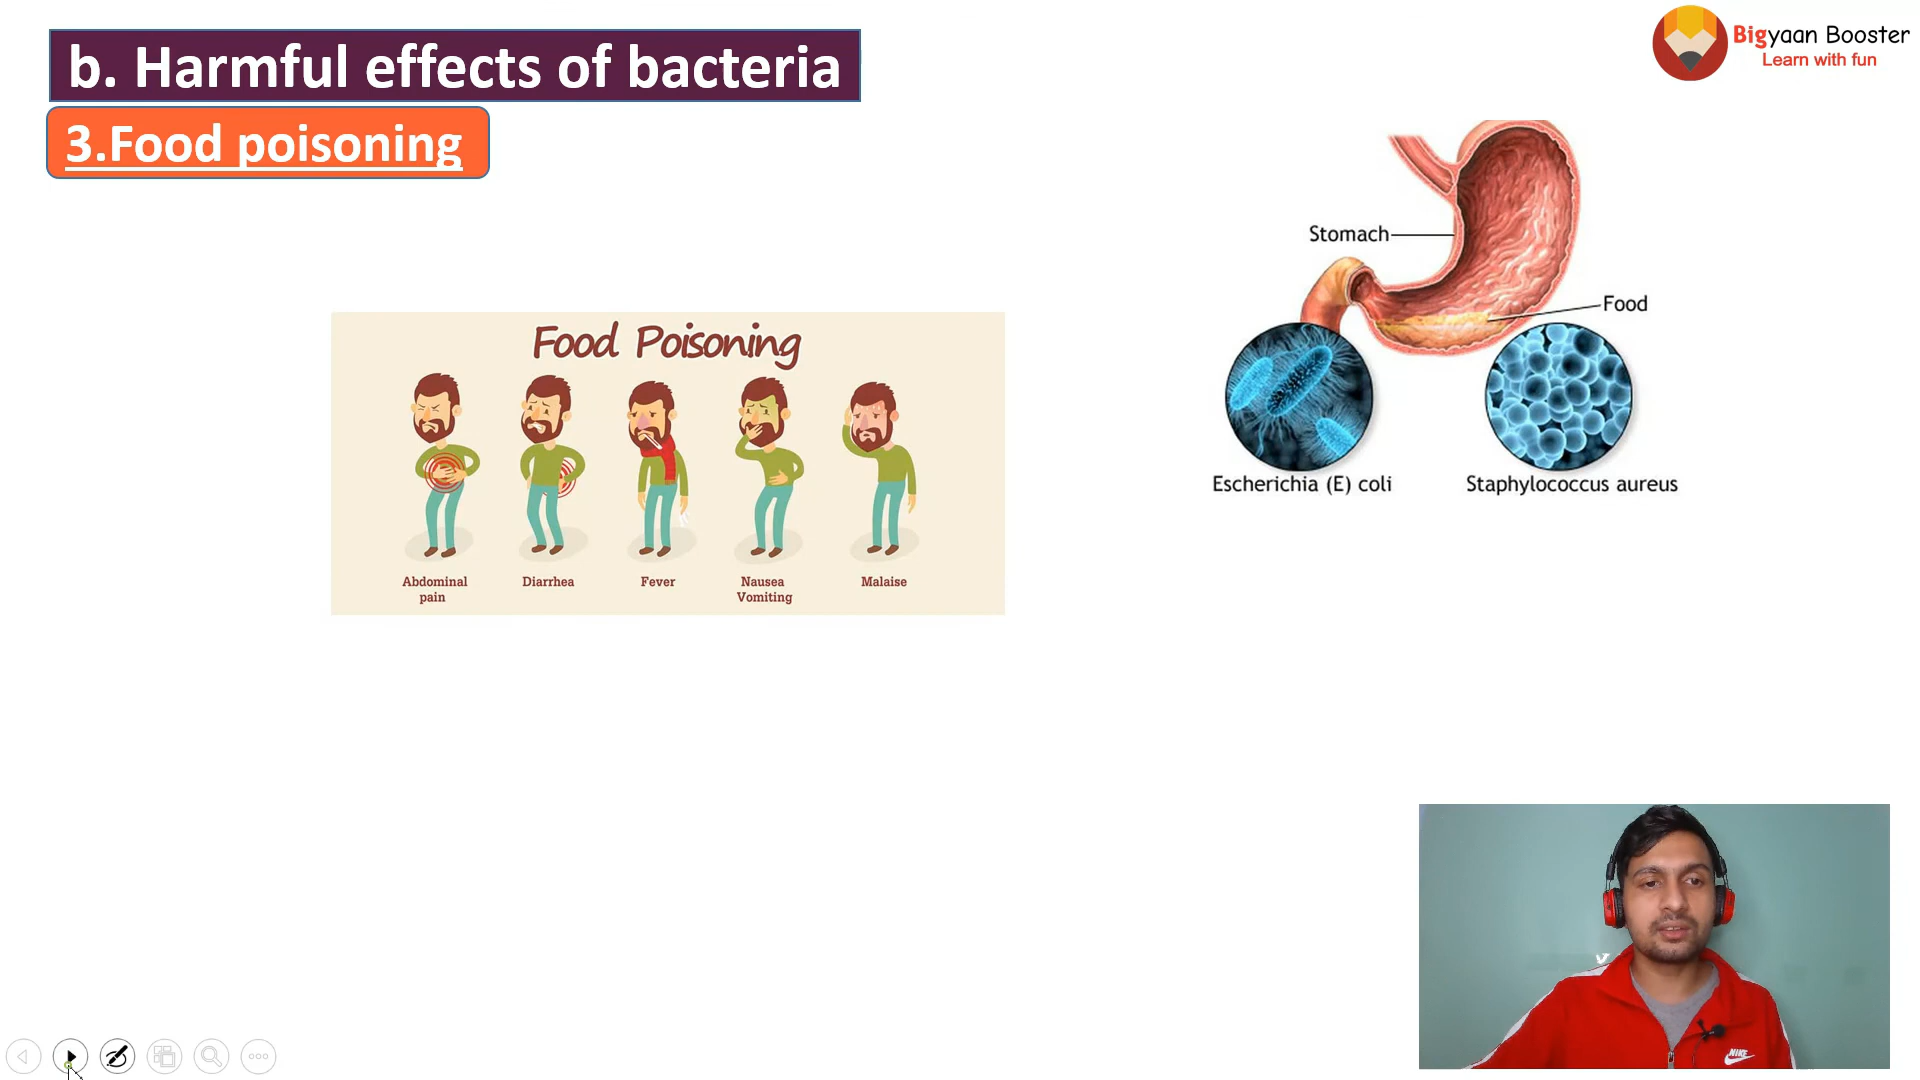 b. Harmful effects of bacteria
3.Food poisoning
Bigyaan Booster
Learn with fun
Stomach
Food
Escherichia (E) coli
Staphylococcus aureus
Food Poisoning
Abdominal
pain
Diarrhea
Fever
Nausea
Vomiting
Malaise
NIKE